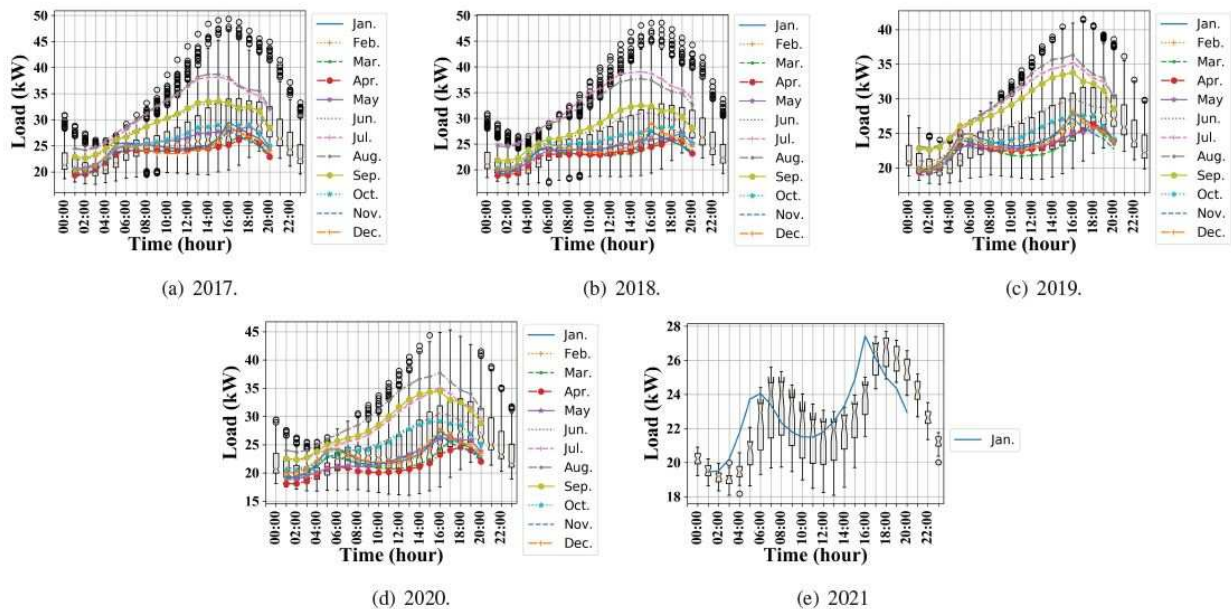 50
45
40
35
30
25
20
Load (kW)
00:00
02:00
04:00
06:00
08:00
10:00
12:00
14:00
16:00
18:00
20:00
22:00
Time (hour)
Jan.
Feb.
Mar.
Apr.
May
Jun.
Jul.
Aug.
Sep.
Oct.
Nov.
Dec.
(a) 2017.
50
45
40
35
30
25
20
Load (kW)
00:00
02:00
04:00
06:00
08:00
10:00
12:00
14:00
16:00
18:00
20:00
22:00
Time (hour)
Jan.
Feb.
Mar.
Apr.
May
Jun.
Jul.
Aug.
Sep.
Oct.
Nov.
Dec.
(b) 2018.
40
35
30
25
20
Load (kW)
00:00
02:00
04:00
06:00
08:00
10:00
12:00
14:00
16:00
18:00
20:00
22:00
Time (hour)
Jan.
Feb.
Mar.
Apr.
May
Jun.
Jul.
Aug.
Sep.
Oct.
Nov.
Dec.
(c) 2019.
45
40
35
30
25
20
15
Load (kW)
00:00
02:00
04:00
06:00
08:00
10:00
12:00
14:00
16:00
18:00
20:00
22:00
Time (hour)
Jan.
Feb.
Mar.
Apr.
May
Jun.
Jul.
Aug.
Sep.
Oct.
Nov.
Dec.
(d) 2020.
28
26
24
22
20
18
Load (kW)
00:00
02:00
04:00
06:00
08:00
10:00
12:00
14:00
16:00
18:00
20:00
22:00
Time (hour)
Jan.
(e) 2021